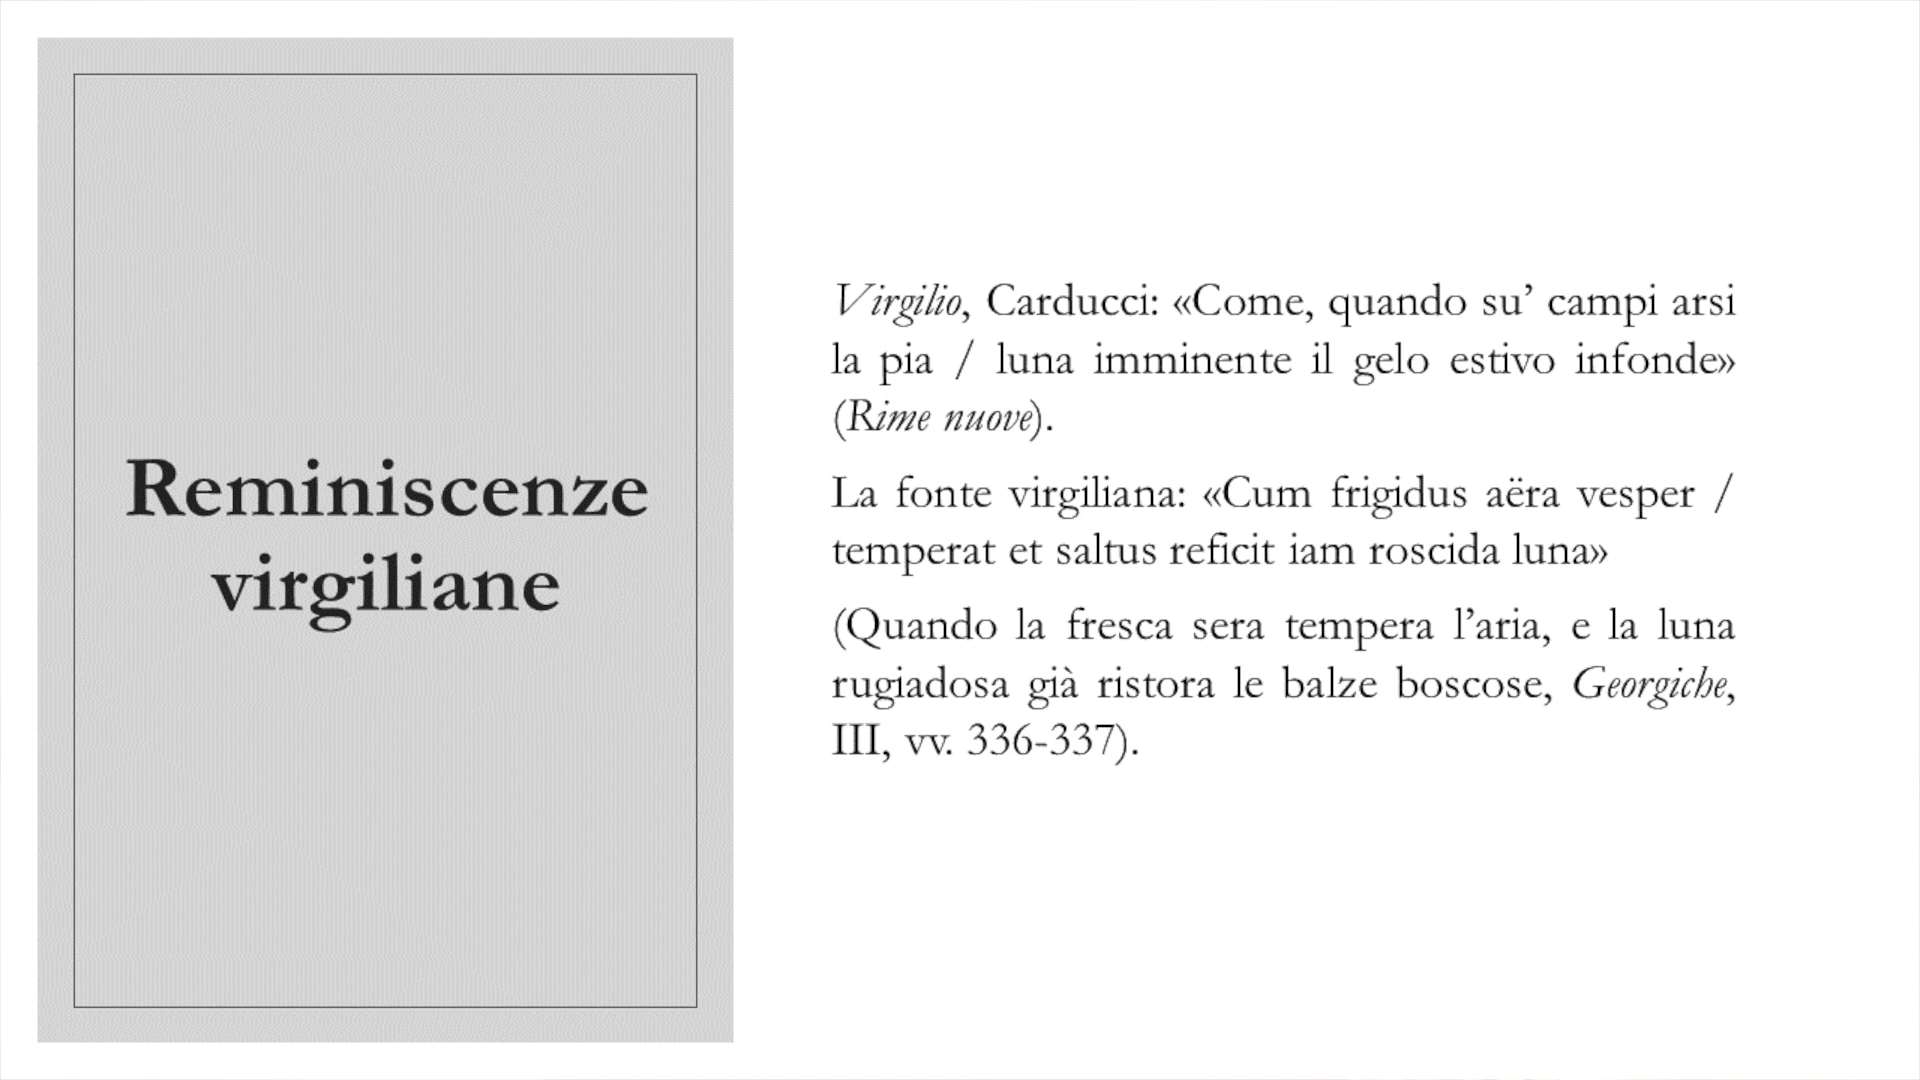 Reminiscenze
virgiliane
Virgilio, Carducci: «Come, quando su’ campi arsi
la pia / luna imminente il gelo estivo infonde»
(Rime nuove).
La fonte virgiliana: «Cum frigidus aëra vesper /
temperat et saltus reficit iam roscida luna»
(Quando la fresca sera tempera l’aria, e la luna
rugiadosa già ristora le balze boscose, Georgiche,
III, vv. 336-337).